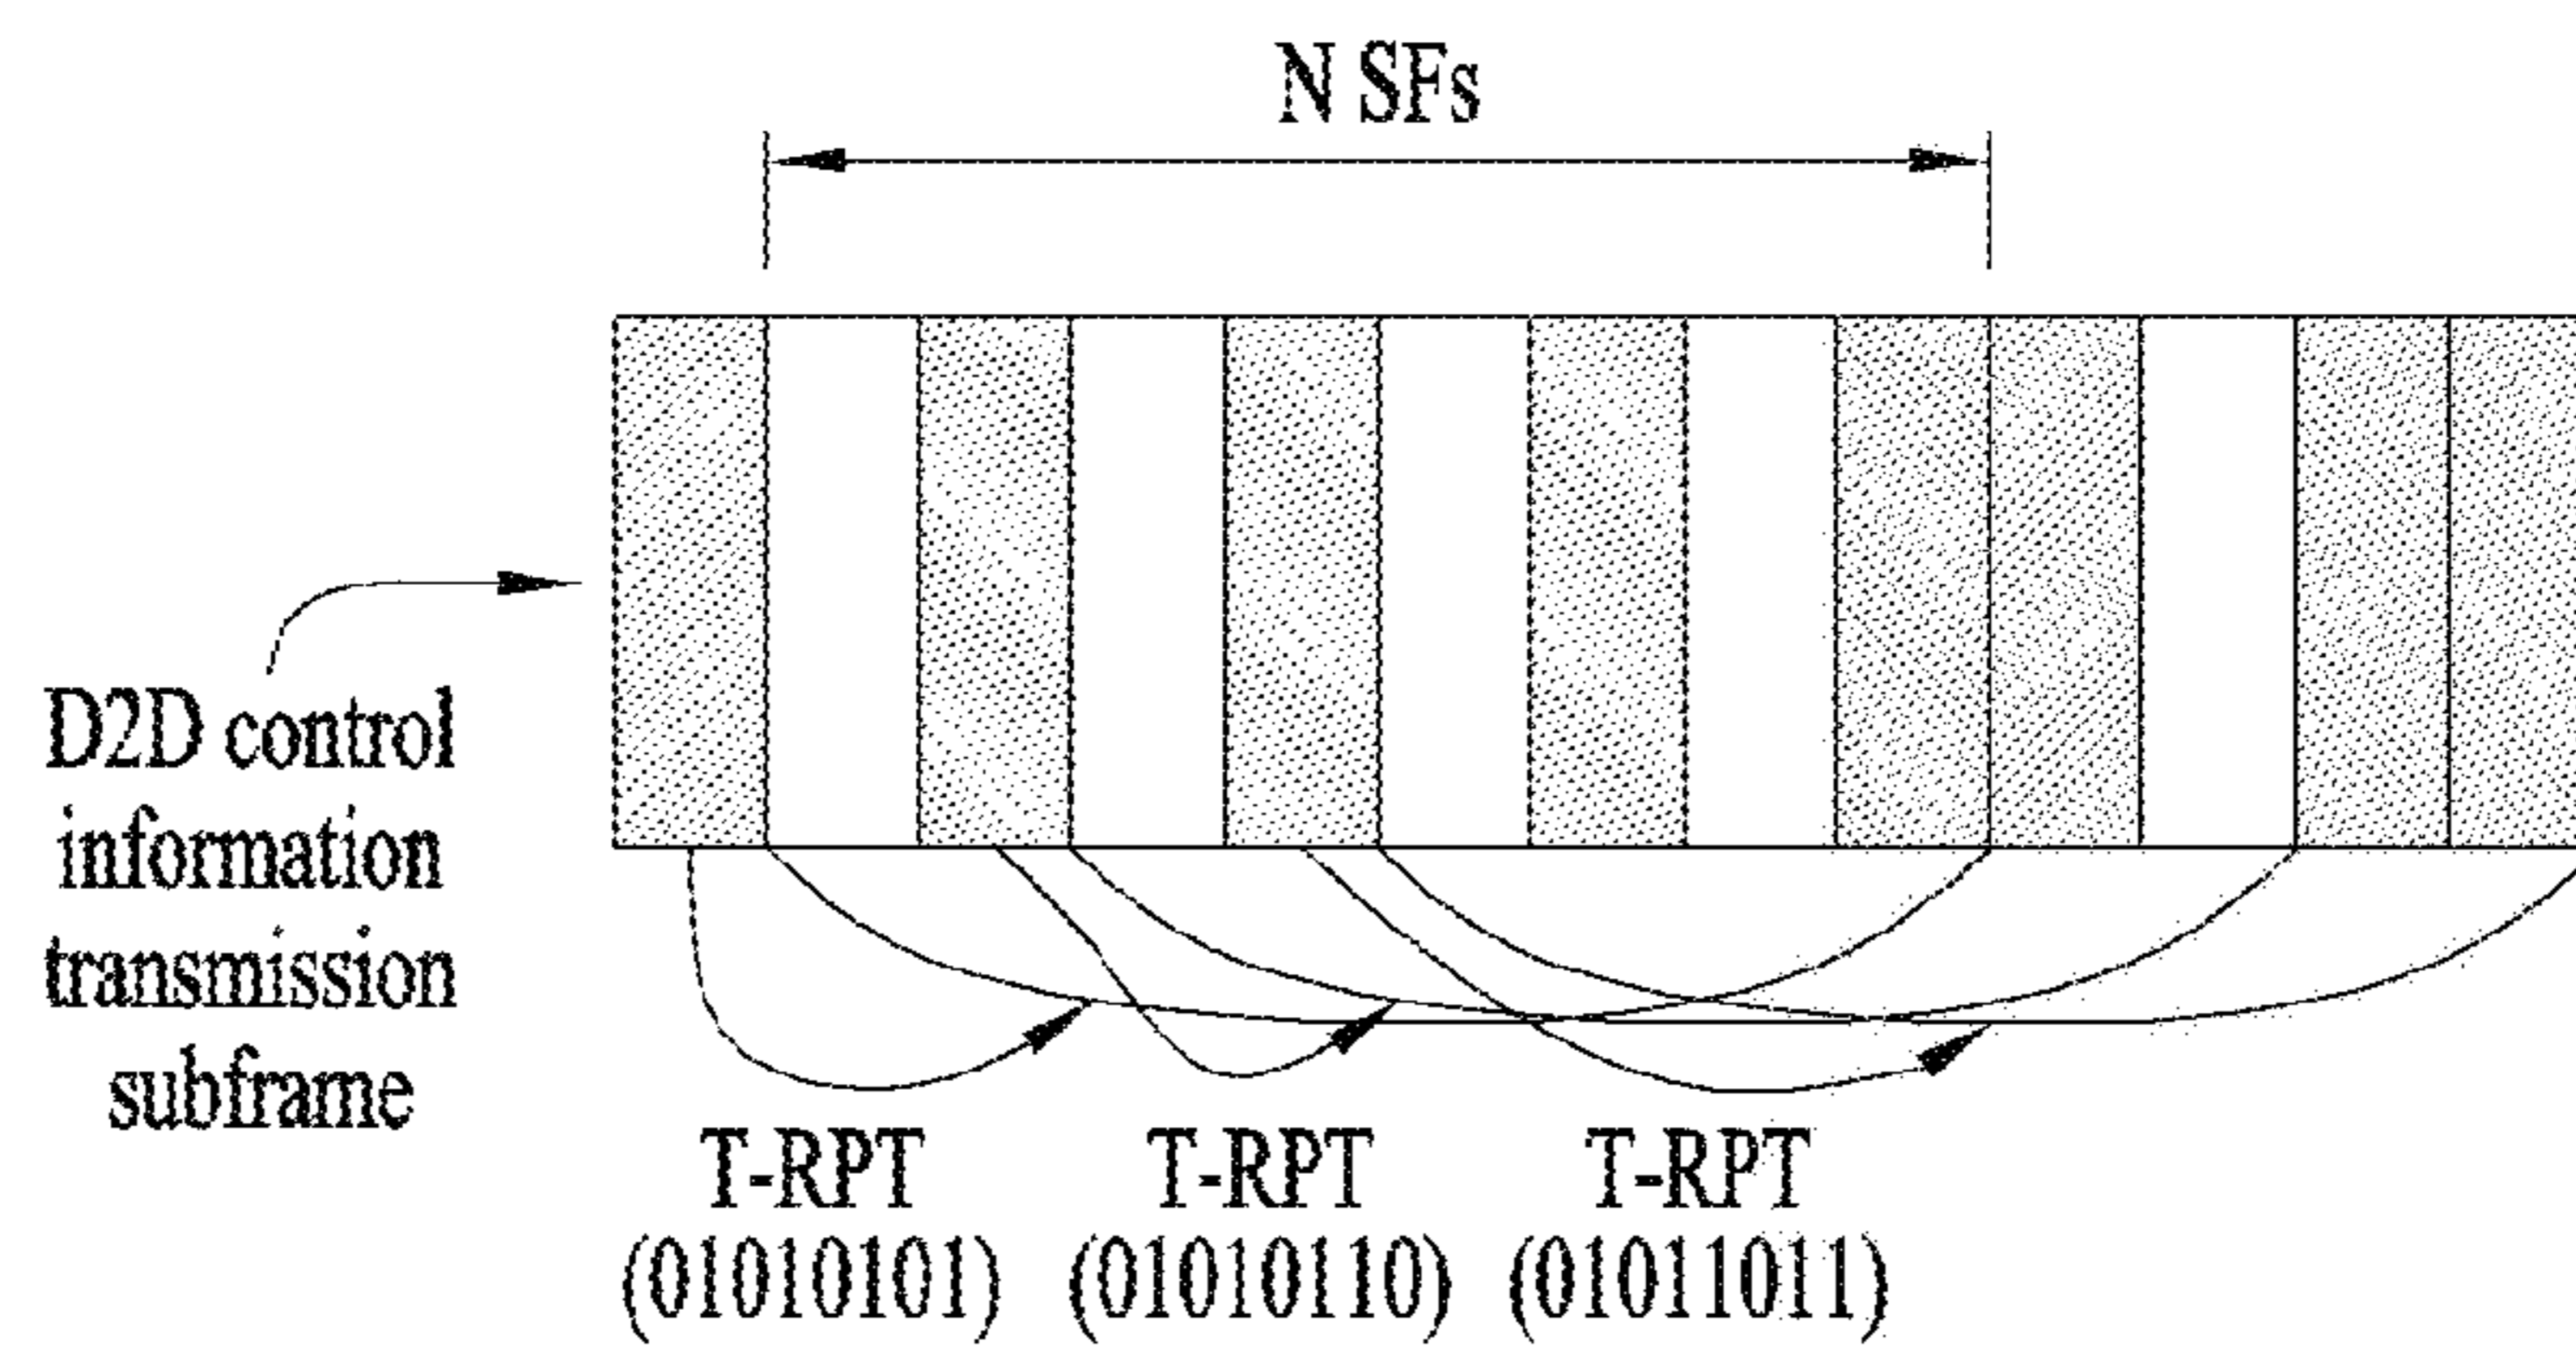 N SFs
D2D control
information
transmission
subframe
T-RPT
(01010101)
T-RPT
(01010110)
T-RPT
(01011011)